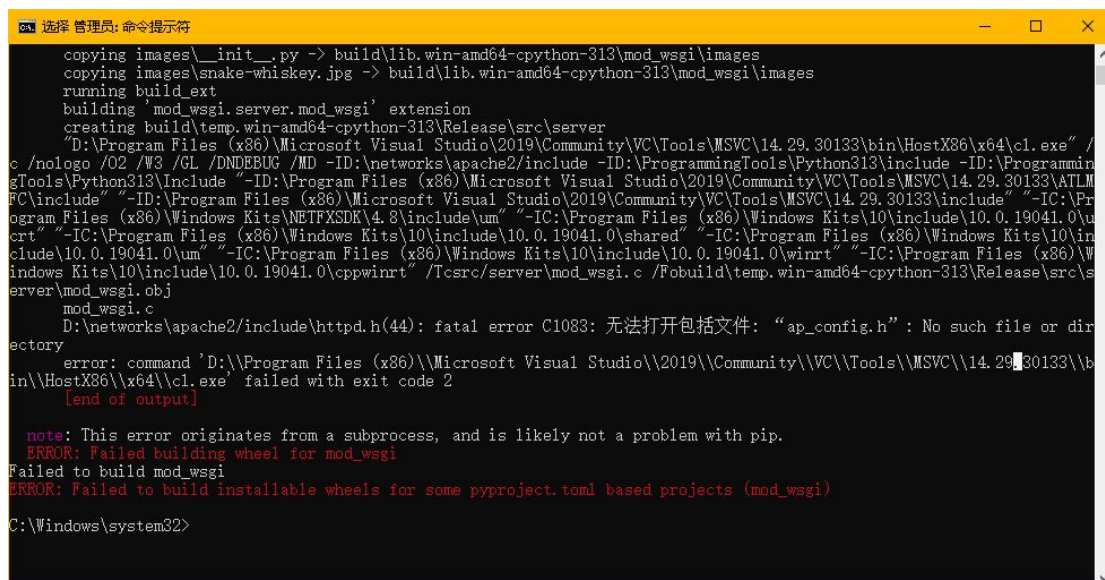 选择 管理员: 命令提示符
copying images\__init__.py -> build\lib.win-amd64-cpython-313\mod_wsgi\images
copying images\snake-whiskey.jpg -> build\lib.win-amd64-cpython-313\mod_wsgi\images
running build_ext
building 'mod_wsgi.server.mod_wsgi' extension
creating build\temp.win-amd64-cpython-313\Release\src\server
"D:\Program Files (x86)\Microsoft Visual Studio\2019\Community\VC\Tools\MSVC\14.29.30133\bin\HostX86\x64\cl.exe" /
c /nologo /O2 /W3 /GL /DNDEBUG /MD -ID:\networks\apache2/include -ID:\ProgrammingTools\Python313\include -ID:\Programmin
gTools\Python313\Include "-ID:\Program Files (x86)\Microsoft Visual Studio\2019\Community\VC\Tools\MSVC\14.29.30133\ATLM
FC\include" "-ID:\Program Files (x86)\Microsoft Visual Studio\2019\Community\VC\Tools\MSVC\14.29.30133\include" "-IC:\Pr
ogram Files (x86)\Windows Kits\NETFXSDK\4.8\include\um" "-IC:\Program Files (x86)\Windows Kits\10\include\10.0.19041.0\u
crt" "-IC:\Program Files (x86)\Windows Kits\10\include\10.0.19041.0\shared" "-IC:\Program Files (x86)\Windows Kits\10\in
clude\10.0.19041.0\um" "-IC:\Program Files (x86)\Windows Kits\10\include\10.0.19041.0\winrt" "-IC:\Program Files (x86)\W
indows Kits\10\include\10.0.19041.0\cppwinrt" /Tcsrc/server\mod_wsgi.c /Fobuild\temp.win-amd64-cpython-313\Release\src\s
erver\mod_wsgi.obj
mod_wsgi.c
D:\networks\apache2/include\httpd.h(44): fatal error C1083: 无法打开包括文件: “ap_config.h”: No such file or dir
ectory
error: command 'D:\\Program Files (x86)\\Microsoft Visual Studio\\2019\\Community\\VC\\Tools\\MSVC\\14.29.30133\\b
in\\HostX86\\x64\\cl.exe' failed with exit code 2
[end of output]
note: This error originates from a subprocess, and is likely not a problem with pip.
ERROR: Failed building wheel for mod_wsgi
Failed to build mod_wsgi
ERROR: Failed to build installable wheels for some pyproject.toml based projects (mod_wsgi)
C:\Windows\system32>